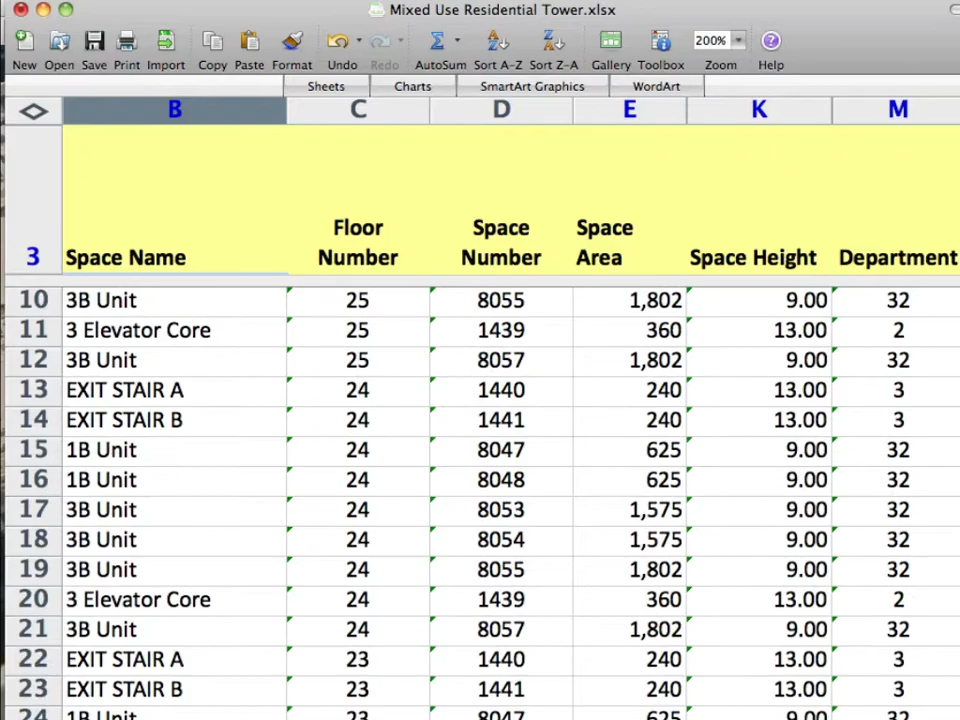 Mixed Use Residential Tower.xlsx
New Open Save Print Import Copy Paste Format Undo Redo AutoSum Sort A-Z Sort Z-A Gallery Toolbox Zoom Help
200%
Sheets Charts SmartArt Graphics WordArt
B C D E K M
Floor Space Space
3 Space Name Number Number Area Space Height Department
10 3B Unit 25 8055 1,802 9.00 32
11 3 Elevator Core 25 1439 360 13.00 2
12 3B Unit 25 8057 1,802 9.00 32
13 EXIT STAIR A 24 1440 240 13.00 3
14 EXIT STAIR B 24 1441 240 13.00 3
15 1B Unit 24 8047 625 9.00 32
16 1B Unit 24 8048 625 9.00 32
17 3B Unit 24 8053 1,575 9.00 32
18 3B Unit 24 8054 1,575 9.00 32
19 3B Unit 24 8055 1,802 9.00 32
20 3 Elevator Core 24 1439 360 13.00 2
21 3B Unit 24 8057 1,802 9.00 32
22 EXIT STAIR A 23 1440 240 13.00 3
23 EXIT STAIR B 23 1441 240 13.00 3
24 1B Unit 23 8047 625 9.00 32